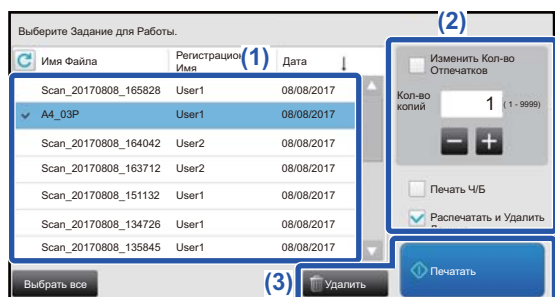 Выберите Задание для Работы.
(2)
Имя Файла
Регистрацион
Имя
(1)
Дата
Scan_20170808_165828 User1 08/08/2017
A4_03P User1 08/08/2017
Scan_20170808_164042 User2 08/08/2017
Scan_20170808_163712 User2 08/08/2017
Scan_20170808_151132 User1 08/08/2017
Scan_20170808_134726 User1 08/08/2017
Scan_20170808_135845 User1 08/08/2017
Изменить Кол-во
Отпечатков
Кол-во
копий
1 ( 1 - 9999)
Печать Ч/Б
Распечатать и Удалить
Выбрать все
(3)
Удалить
Печатать